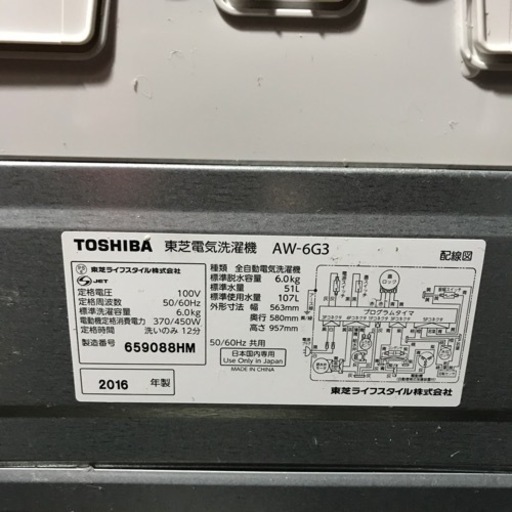 TOSHIBA 東芝電気洗濯機 AW-6G3
配線図
東芝ライフスタイル株式会社
JET
定格電圧 100V
定格周波数 50/60Hz
標準洗濯容量 6.0kg
電動機定格消費電力 370/450W
定格時間 洗いのみ 12分
製造番号 659088HM
2016 年製
種類 全自動電気洗濯機
標準脱水容量 6.0kg
標準水量 51L
標準使用水量 107L
外形寸法 幅 563mm
奥行 580mm
高さ 957mm
50/60Hz 共用
日本国内専用
Use Only in Japan
MADE IN CHINA
ロック
プログラムタイマ
東芝ライフスタイル株式会社